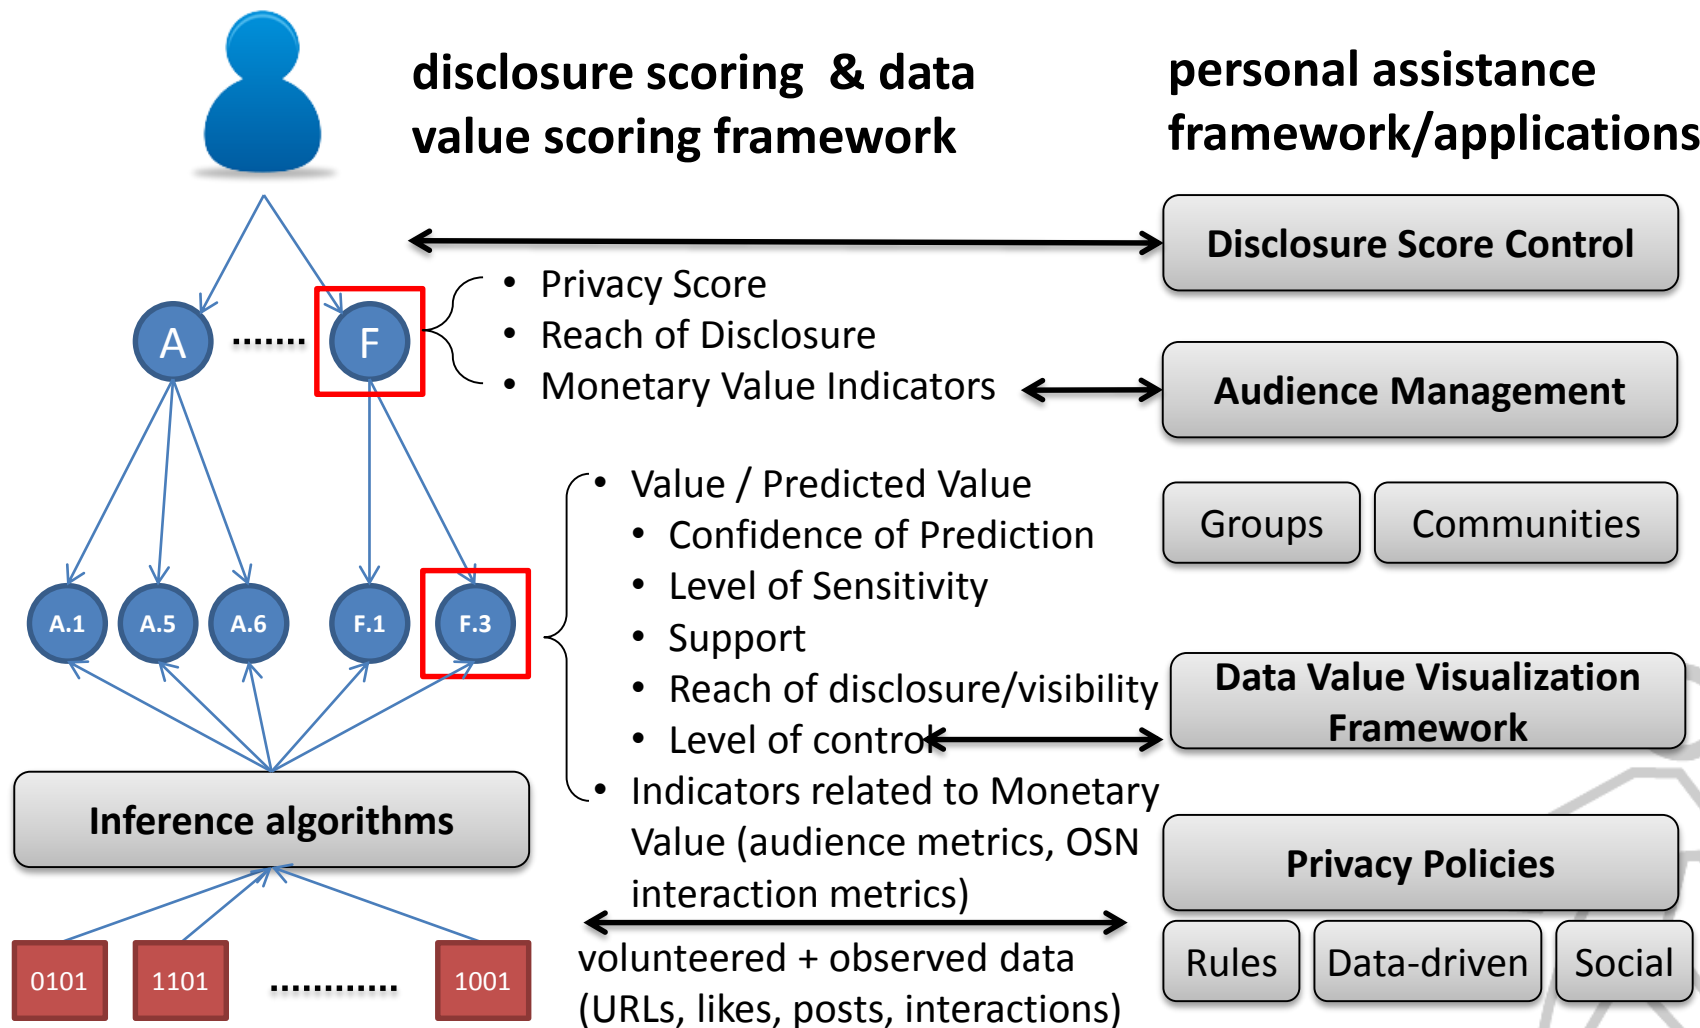 disclosure scoring & data
value scoring framework
personal assistance
framework/applications
Disclosure Score Control
• Privacy Score
• Reach of Disclosure
• Monetary Value Indicators
A
.......
F
Audience Management
Groups
Communities
• Value / Predicted Value
• Confidence of Prediction
• Level of Sensitivity
• Support
• Reach of disclosure/visibility
• Level of control
• Indicators related to Monetary
Value (audience metrics, OSN
interaction metrics)
A.1
A.5
A.6
F.1
F.3
Data Value Visualization
Framework
Inference algorithms
Privacy Policies
Rules
Data-driven
Social
0101
1101
............
1001
volunteered + observed data
(URLs, likes, posts, interactions)